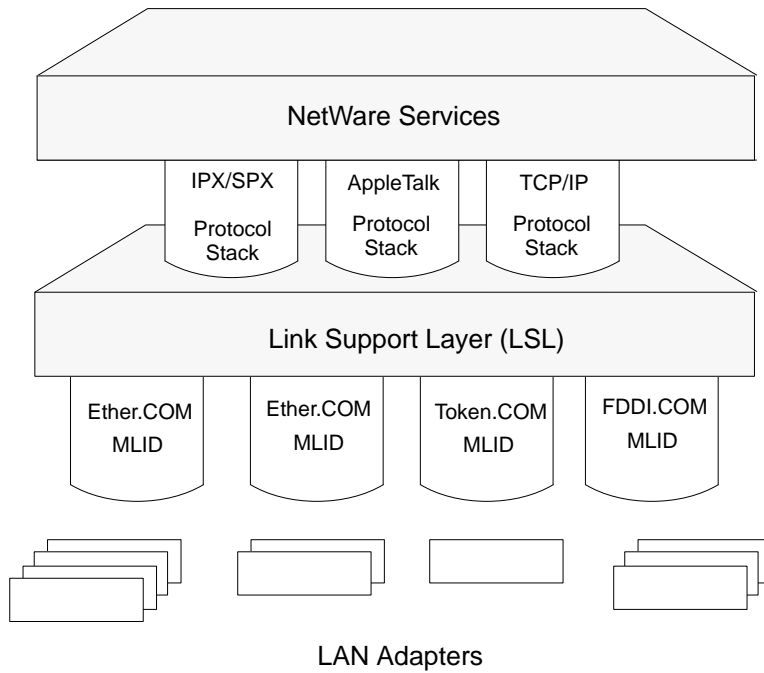 NetWare Services
IPX/SPX
Protocol
Stack
AppleTalk
Protocol
Stack
TCP/IP
Protocol
Stack
Link Support Layer (LSL)
Ether.COM
MLID
Ether.COM
MLID
Token.COM
MLID
FDDI.COM
MLID
LAN Adapters